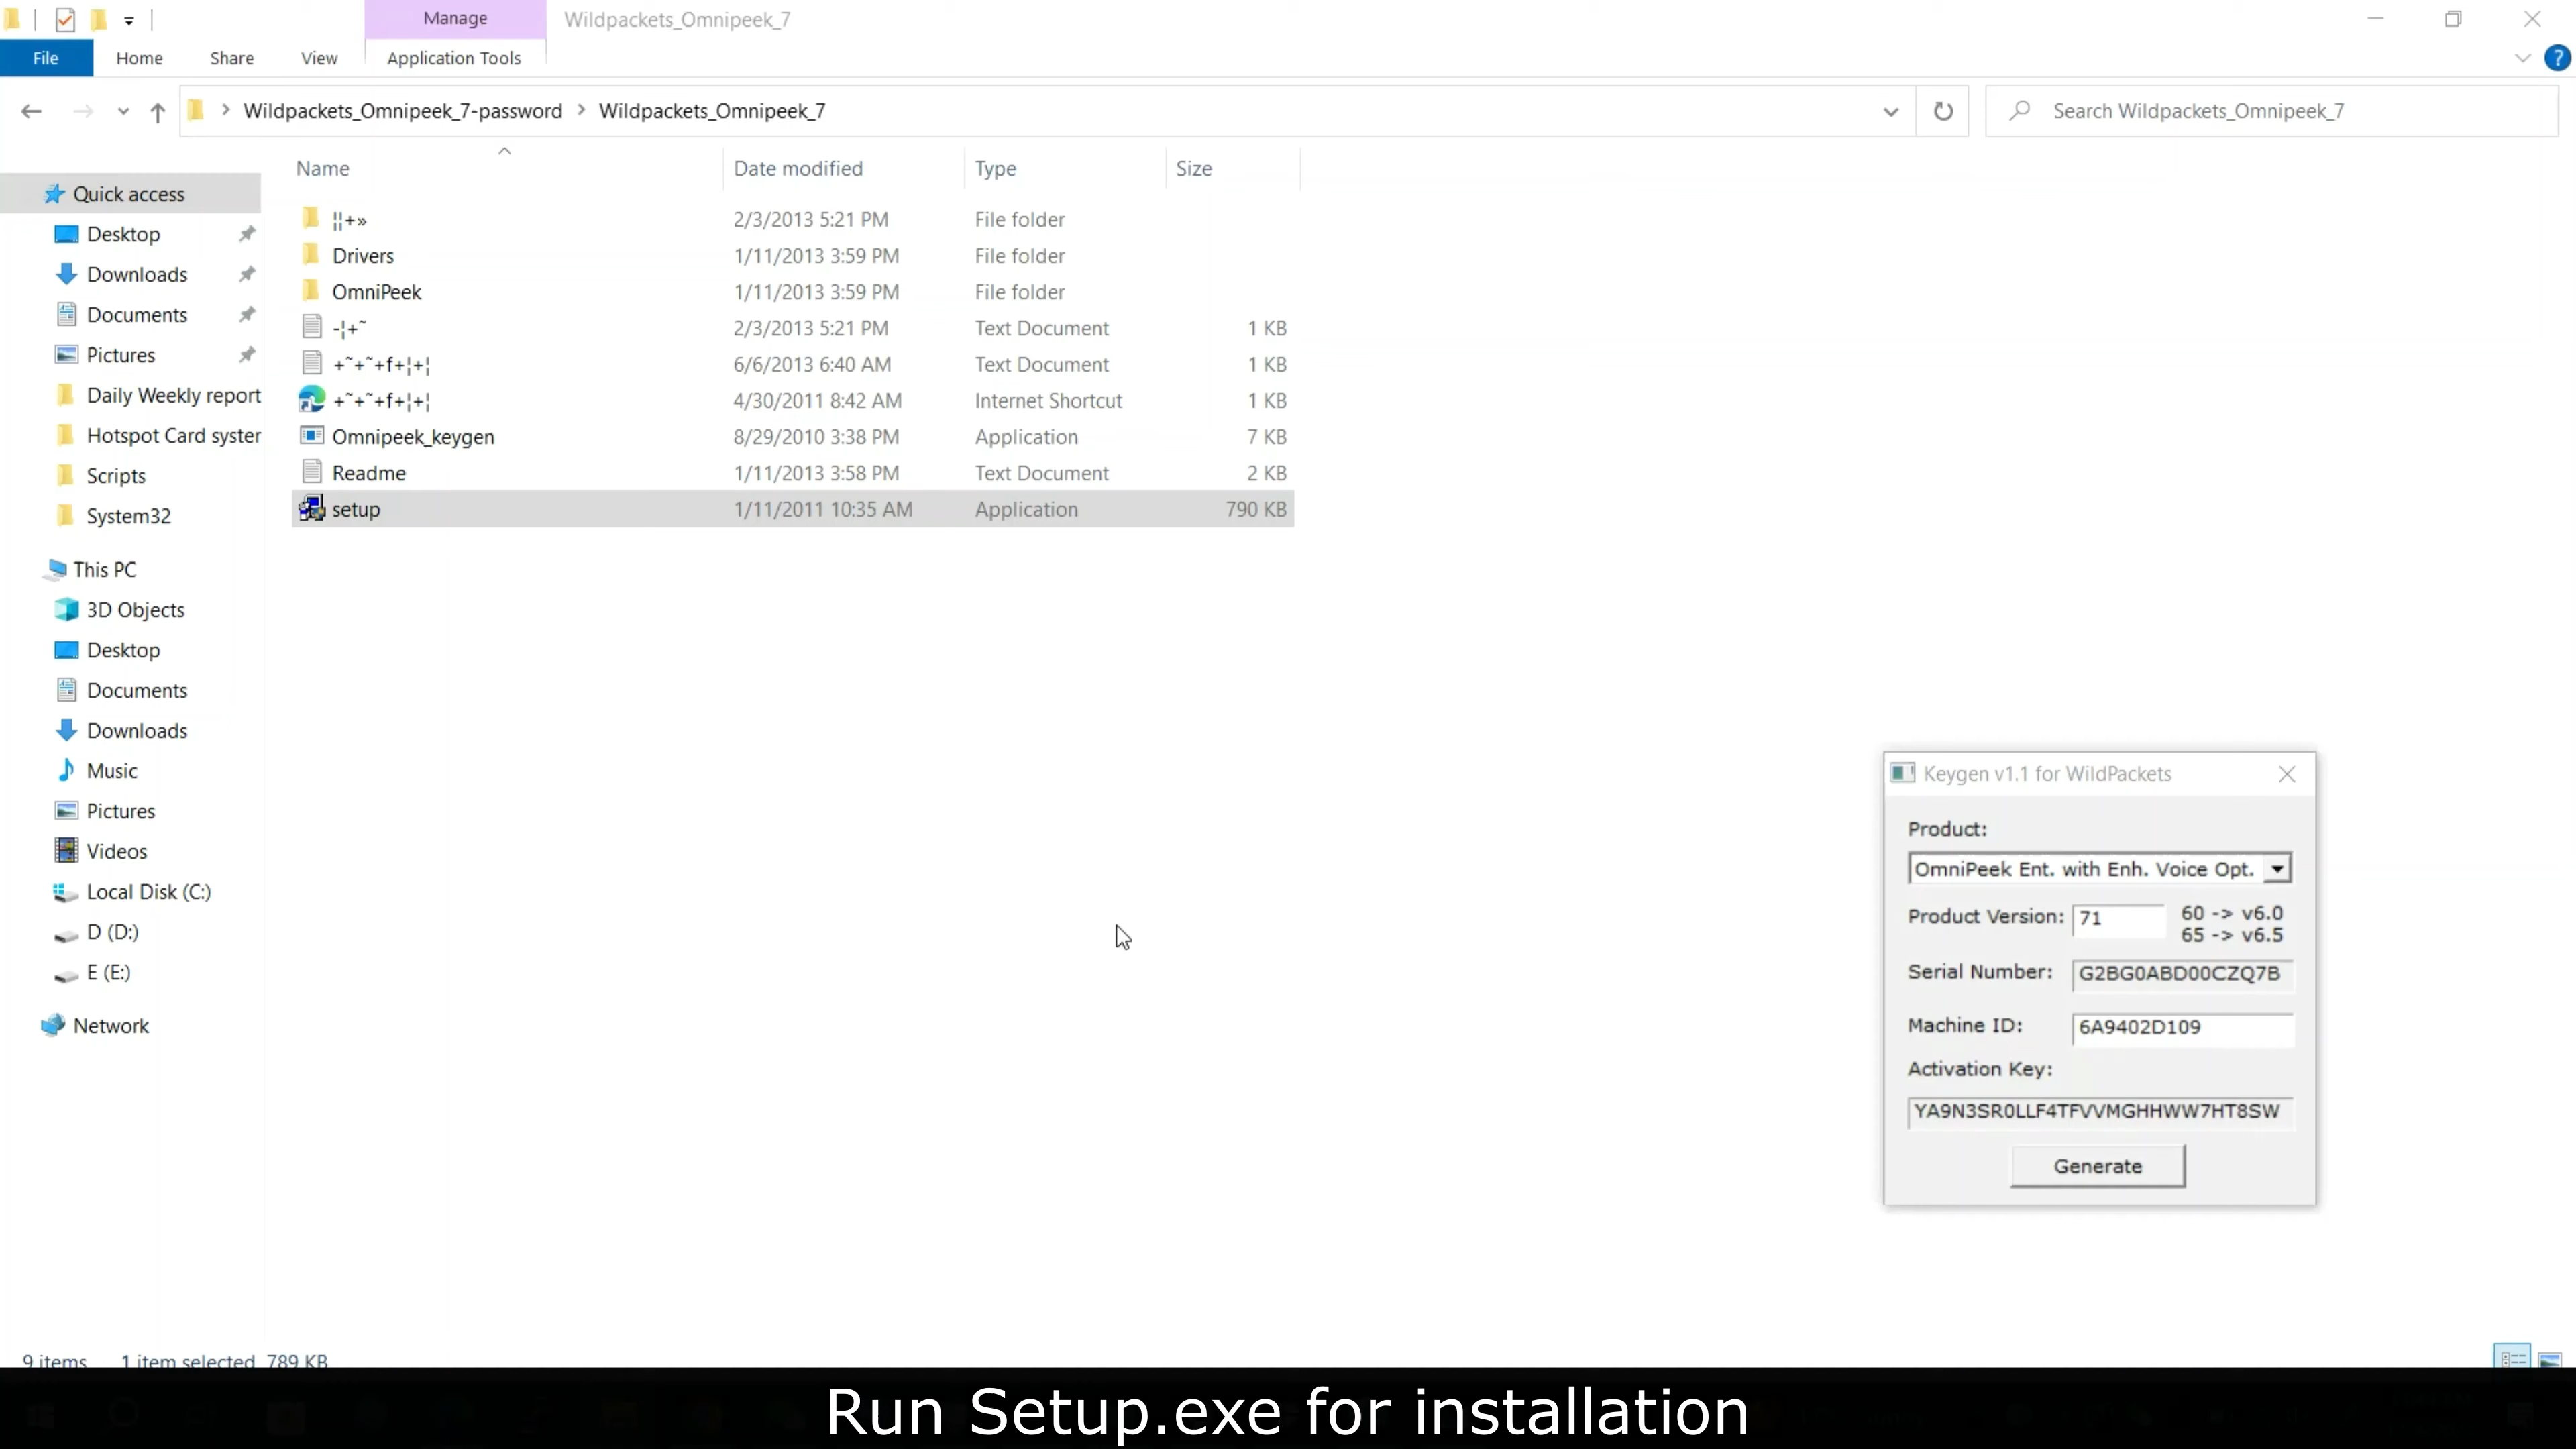 Manage
Wildpackets_Omnipeek_7
File
Home
Share
View
Application Tools
?
Wildpackets_Omnipeek_7-password
Wildpackets_Omnipeek_7
Search Wildpackets_Omnipeek_7
Name
Date modified
Type
Size
Quick access
Desktop
Downloads
Documents
Pictures
Daily Weekly report
Hotspot Card syster
Scripts
System32
This PC
3D Objects
Desktop
Documents
Downloads
Music
Pictures
Videos
Local Disk (C:)
D (D:)
E (E:)
Network
¦¦+» 2/3/2013 5:21 PM File folder
Drivers 1/11/2013 3:59 PM File folder
OmniPeek 1/11/2013 3:59 PM File folder
-¦+˜ 2/3/2013 5:21 PM Text Document 1 KB
+˜+˜+f+¦+¦ 6/6/2013 6:40 AM Text Document 1 KB
+˜+˜+f+¦+¦ 4/30/2011 8:42 AM Internet Shortcut 1 KB
Omnipeek_keygen 8/29/2010 3:38 PM Application 7 KB
Readme 1/11/2013 3:58 PM Text Document 2 KB
setup 1/11/2011 10:35 AM Application 790 KB
Keygen v1.1 for WildPackets
Product:
OmniPeek Ent. with Enh. Voice Opt.
Product Version: 71
60 -> v6.0
65 -> v6.5
Serial Number: G2BG0ABD00CZQ7B
Machine ID: 6A9402D109
Activation Key:
YA9N3SR0LLF4TFVVMGHHWW7HT8SW
Generate
9 items 1 item selected 789 KB
Run Setup.exe for installation